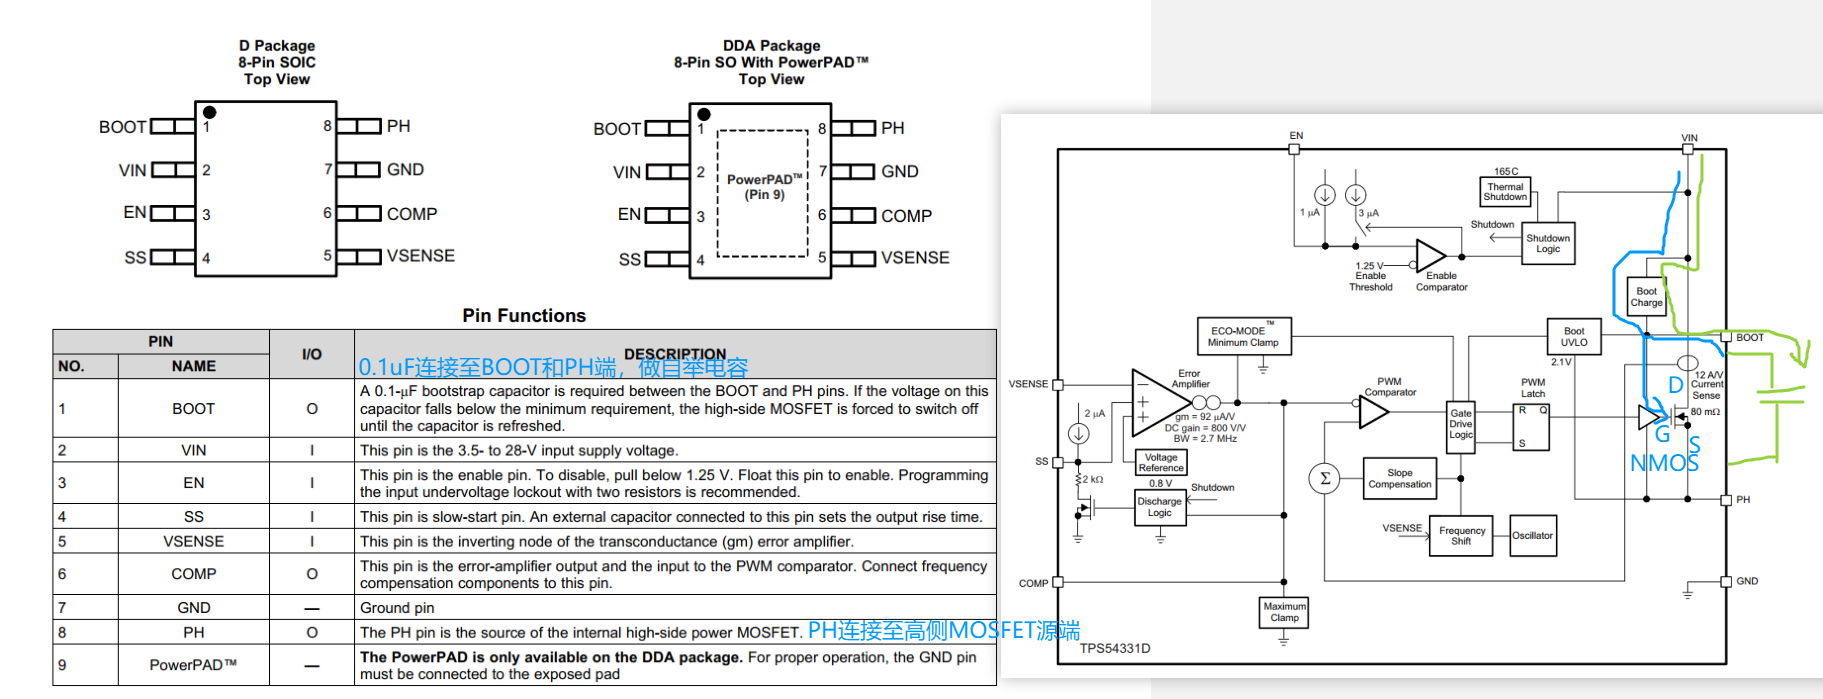 D Package
8-Pin SOIC
Top View
BOOT 1 8 PH
VIN 2 7 GND
EN 3 6 COMP
SS 4 5 VSENSE
DDA Package
8-Pin SO With PowerPAD™
Top View
BOOT 1 8 PH
VIN 2 7 GND
PowerPAD™
(Pin 9)
EN 3 6 COMP
SS 4 5 VSENSE
Pin Functions
PIN I/O DESCRIPTION
NO. NAME
0.1uF连接至BOOT和PH端，做自举电容
1 BOOT O A 0.1-μF bootstrap capacitor is required between the BOOT and PH pins. If the voltage on this
capacitor falls below the minimum requirement, the high-side MOSFET is forced to switch off
until the capacitor is refreshed.
2 VIN I This pin is the 3.5- to 28-V input supply voltage.
3 EN I This pin is the enable pin. To disable, pull below 1.25 V. Float this pin to enable. Programming
the input undervoltage lockout with two resistors is recommended.
4 SS I This pin is slow-start pin. An external capacitor connected to this pin sets the output rise time.
5 VSENSE I This pin is the inverting node of the transconductance (gm) error amplifier.
6 COMP O This pin is the error-amplifier output and the input to the PWM comparator. Connect frequency
compensation components to this pin.
7 GND — Ground pin
8 PH O The PH pin is the source of the internal high-side power MOSFET. PH连接至高侧MOSFET源端
9 PowerPAD™ — The PowerPAD is only available on the DDA package. For proper operation, the GND pin
must be connected to the exposed pad
EN
VIN
165 C
Thermal
Shutdown
1 μA
3 μA
Shutdown
Shutdown
Logic
1.25 V
Enable
Threshold
Enable
Comparator
Boot
Charge
ECO-MODE™
Minimum Clamp
Boot
UVLO
2.1V
BOOT
VSENSE
Error
Amplifier
PWM
Comparator
PWM
Latch
12 A/V
Current
Sense
D
80 mΩ
2 μA
gm = 92 μA/V
DC gain = 800 V/V
BW = 2.7 MHz
Gate
Drive
Logic
R Q
S
G
S
NMOS
SS
Voltage
Reference
0.8 V
2 kΩ
Σ
Slope
Compensation
Shutdown
Discharge
Logic
PH
VSENSE
Frequency
Shift
Oscillator
COMP
GND
Maximum
Clamp
TPS54331D